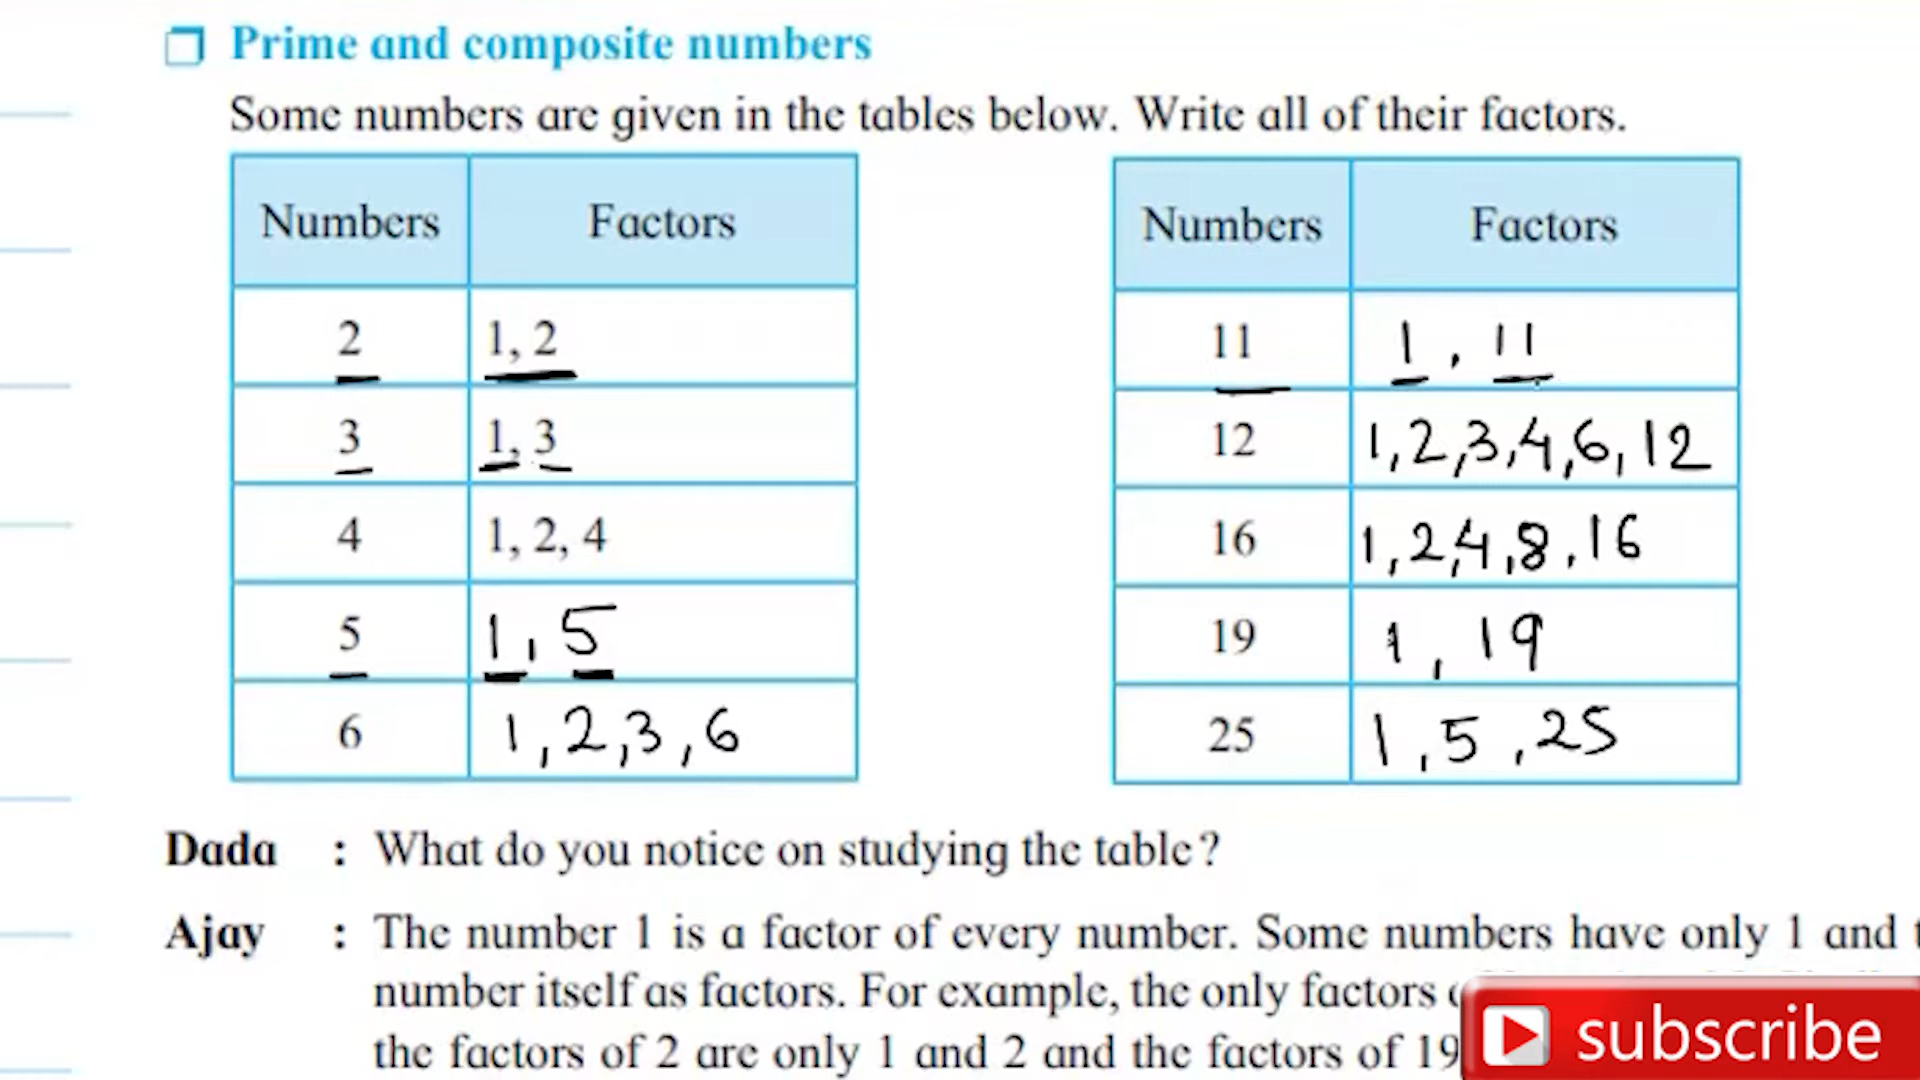 Prime and composite numbers
Some numbers are given in the tables below. Write all of their factors.
Numbers Factors
2 1, 2
3 1, 3
4 1, 2, 4
5 1, 5
6 1, 2, 3, 6
Numbers Factors
11 1, 11
12 1, 2, 3, 4, 6, 12
16 1, 2, 4, 8, 16
19 1, 19
25 1, 5, 25
Dada : What do you notice on studying the table?
Ajay : The number 1 is a factor of every number. Some numbers have only 1 and
number itself as factors. For example, the only factors
the factors of 2 are only 1 and 2 and the factors of 19
subscribe